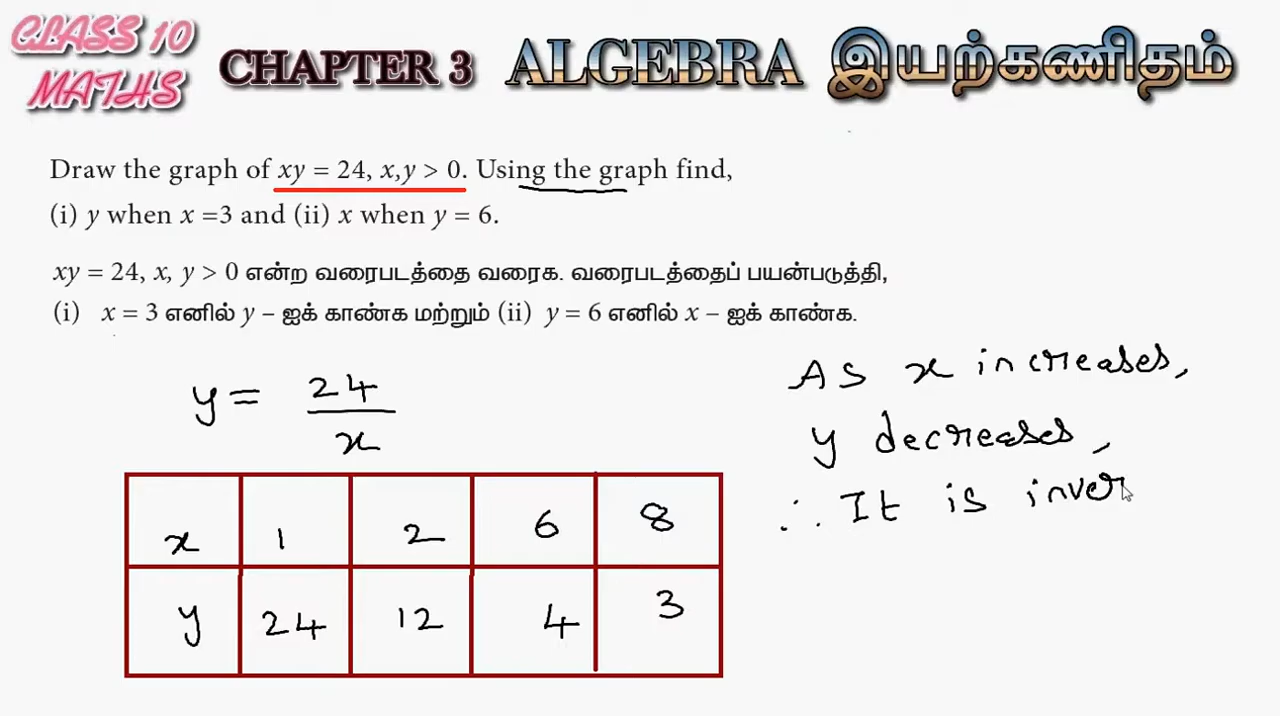 CLASS 10
MATHS
CHAPTER 3
ALGEBRA இயற்கணிதம்
Draw the graph of xy = 24, x,y > 0. Using the graph find,
(i) y when x =3 and (ii) x when y = 6.
xy = 24, x, y > 0 என்ற வரைபடத்தை வரைக. வரைபடத்தைப் பயன்படுத்தி,
(i) x = 3 எனில் y – ஐக் காண்க மற்றும் (ii) y = 6 எனில் x – ஐக் காண்க.
y = 24/x
As x increases,
y decreases,
∴ It is inver
x 1 2 6 8
y 24 12 4 3